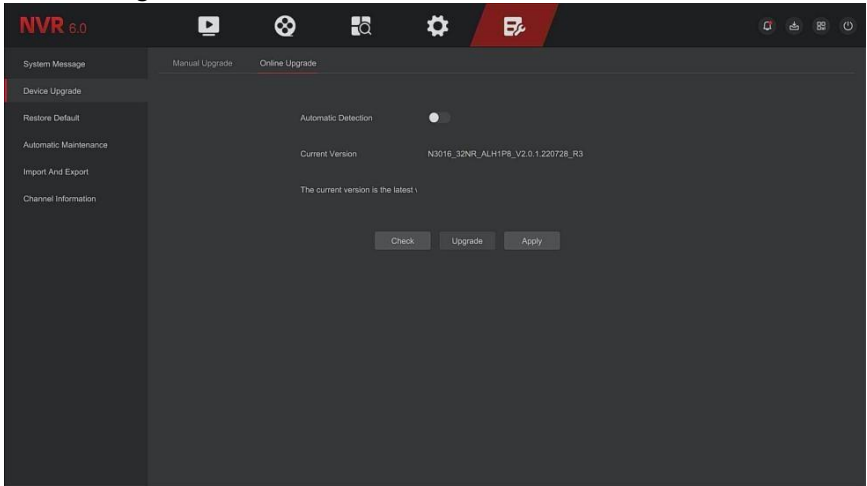 NVR 6.0
System Message
Device Upgrade
Restore Default
Automatic Maintenance
Import And Export
Channel Information
Manual Upgrade Online Upgrade
Automatic Detection
Current Version N3016_32NR_ALH1P8_V2.0.1.220728_R3
The current version is the latest
Check Upgrade Apply